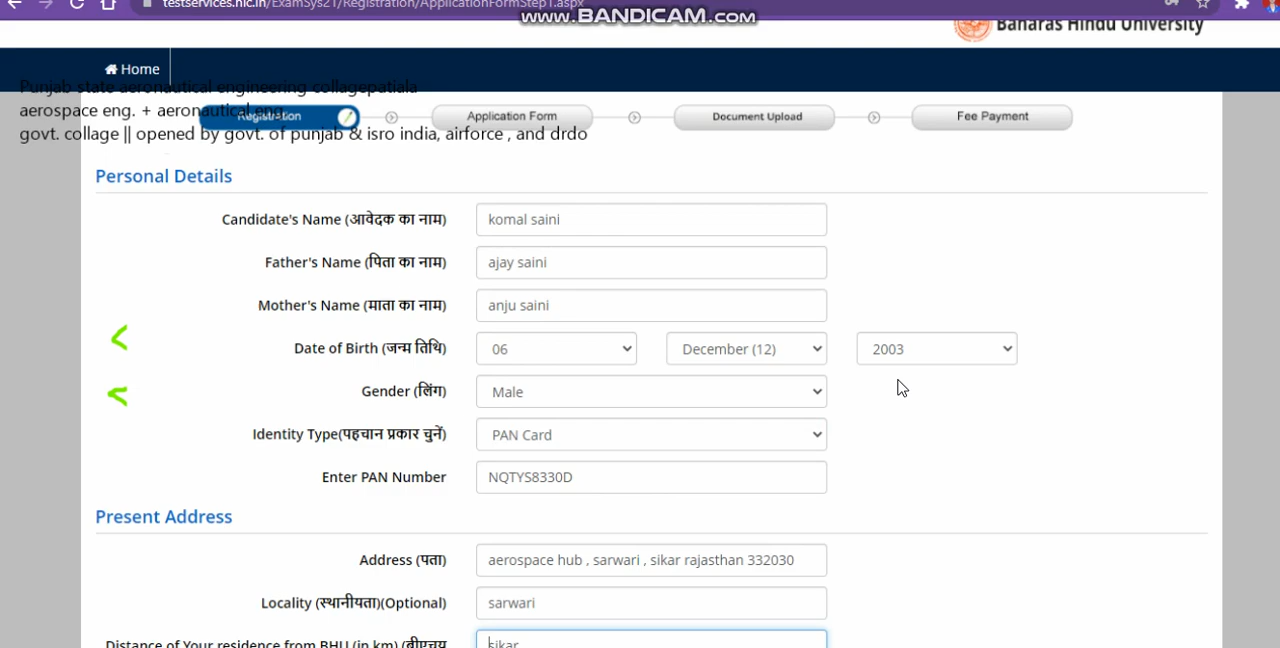 testservices.nic.in/ExamSys21/Registration/ApplicationFormStep1.aspx
www.BANDICAM.com
Banaras Hindu University
Home
Punjab state aeronautical engineering collagepatiala
aerospace eng. + aeronautical eng
govt. collage || opened by govt. of punjab & isro india, airforce , and drdo
Registration
Application Form
Document Upload
Fee Payment
Personal Details
Candidate's Name (आवेदक का नाम) komal saini
Father's Name (पिता का नाम) ajay saini
Mother's Name (माता का नाम) anju saini
Date of Birth (जन्म तिथि) 06 December (12) 2003
Gender (लिंग) Male
Identity Type(पहचान प्रकार चुनें) PAN Card
Enter PAN Number NQTYS8330D
Present Address
Address (पता) aerospace hub , sarwari , sikar rajasthan 332030
Locality (स्थानीयता)(Optional) sarwari
Distance of Your residence from BHU (in km) (बीएचयू sikar